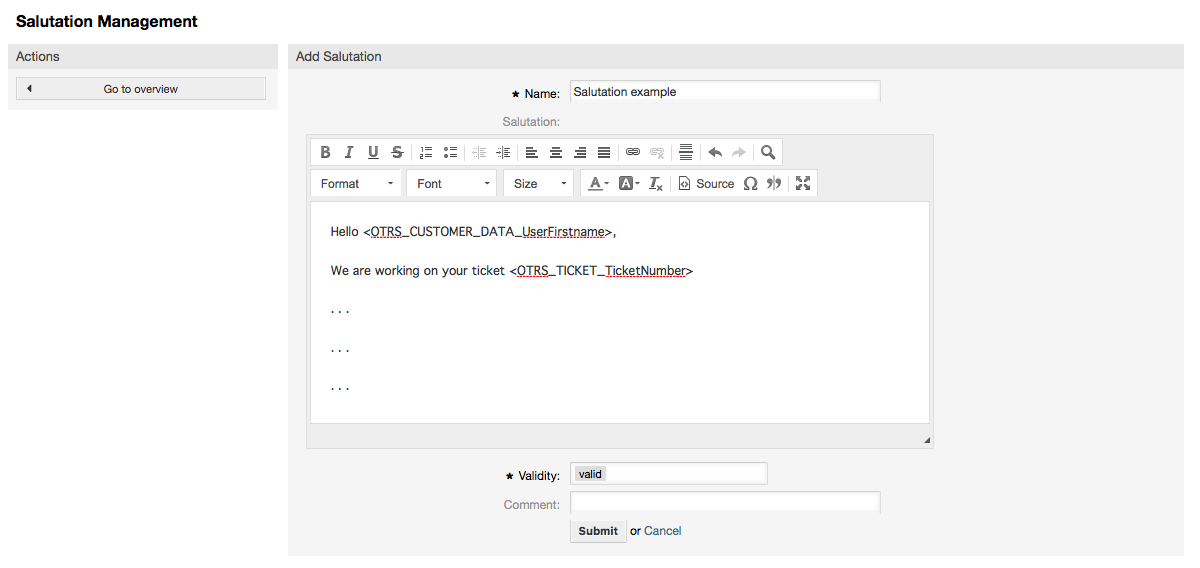 Salutation Management
Actions
Go to overview
Add Salutation
* Name: Salutation example
Salutation:
B I U S
Format Font Size A A Tx Source Ω
Hello <OTRS_CUSTOMER_DATA_UserFirstname>,
We are working on your ticket <OTRS_TICKET_TicketNumber>
. . .
. . .
. . .
* Validity: valid
Comment:
Submit or Cancel